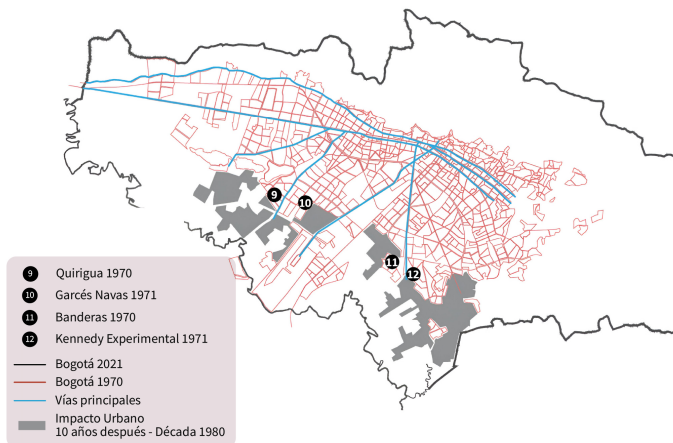 9
10
11
12
9 Quirigua 1970
10 Garcés Navas 1971
11 Banderas 1970
12 Kennedy Experimental 1971
Bogotá 2021
Bogotá 1970
Vías principales
Impacto Urbano
10 años después - Década 1980